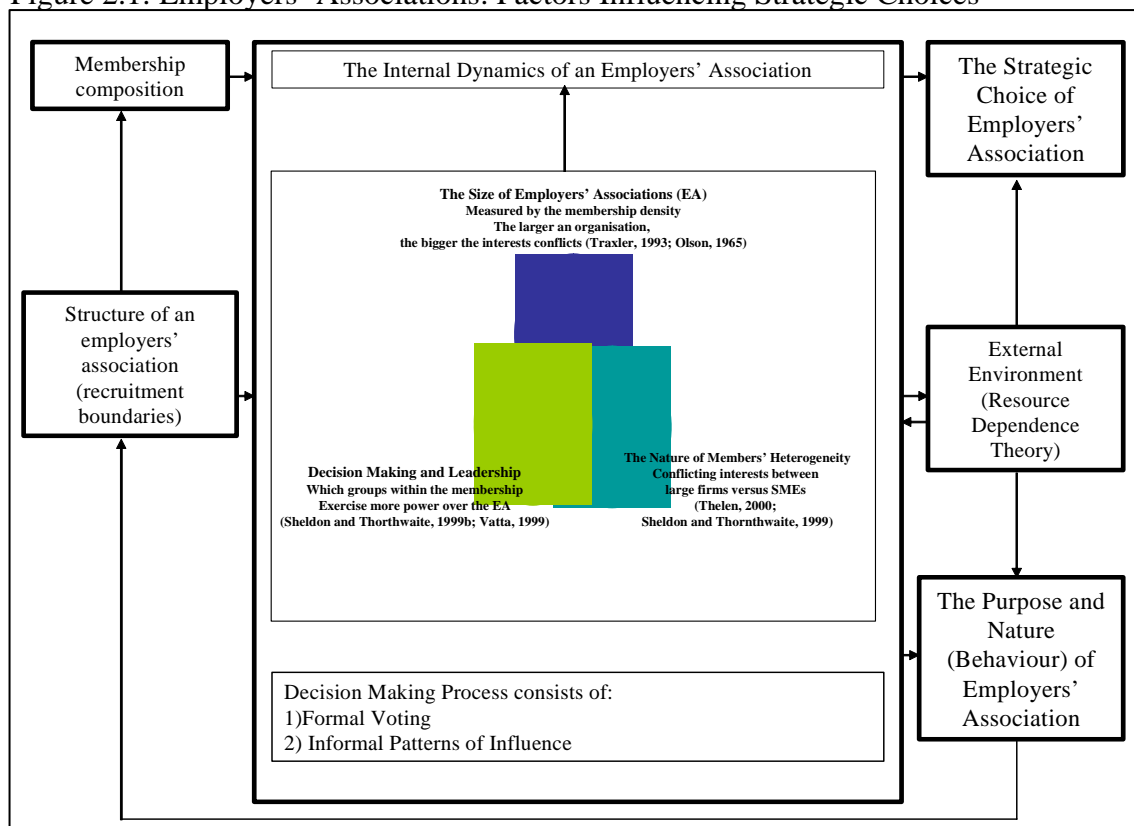 Figure 2.1: Employers' Associations: Factors Influencing Strategic Choices
Membership
composition
The Internal Dynamics of an Employers' Association
The Strategic
Choice of
Employers'
Association
The Size of Employers' Associations (EA)
Measured by the membership density
The larger an organisation,
the bigger the interests conflicts (Traxler, 1993; Olson, 1965)
Structure of an
employers'
association
(recruitment
boundaries)
External
Environment
(Resource
Dependence
Theory)
Decision Making and Leadership
Which groups within the membership
Exercise more power over the EA
(Sheldon and Thorthwaite, 1999b; Vatta, 1999)
The Nature of Members' Heterogeneity
Conflicting interests between
large firms versus SMEs
(Thelen, 2000;
Sheldon and Thornthwaite, 1999)
The Purpose and
Nature
(Behaviour) of
Employers'
Association
Decision Making Process consists of:
1)Formal Voting
2) Informal Patterns of Influence